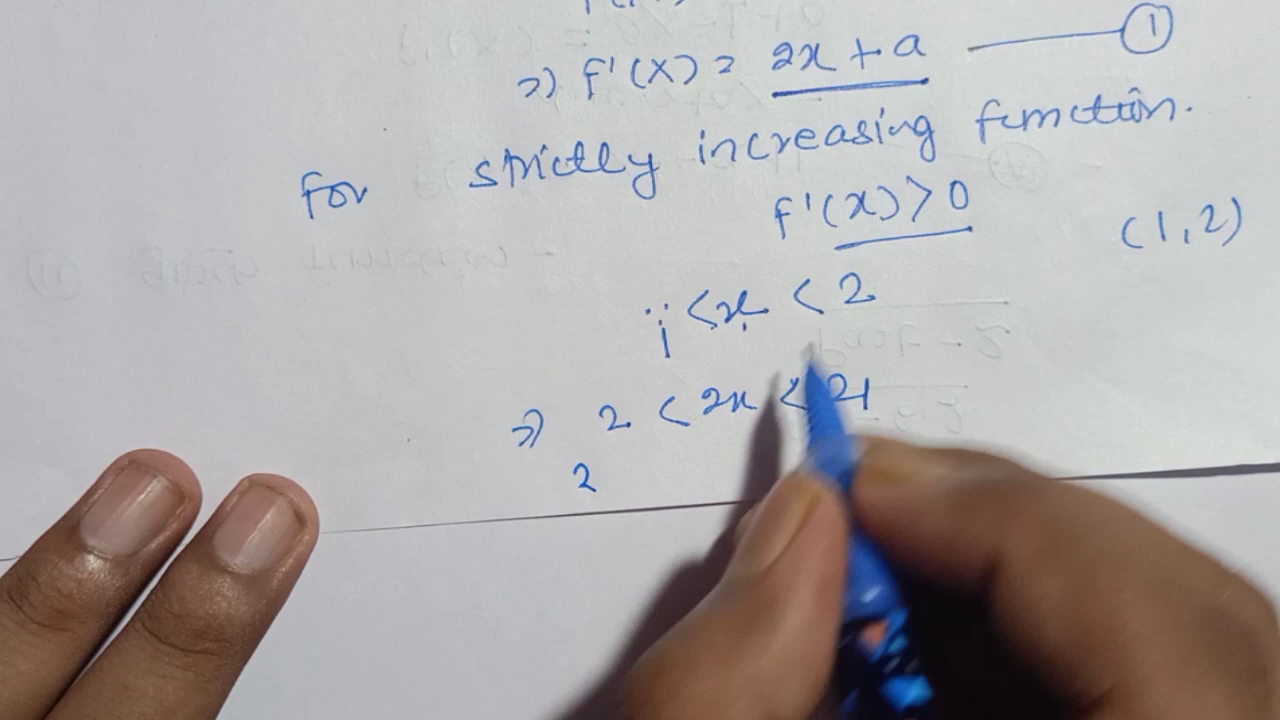 ⇒ f'(x) = 2x + a ——— ①
For strictly increasing function.
f'(x) > 0 (1,2)
∵ 1 < x < 2
⇒ 2 < 2x < 4
2